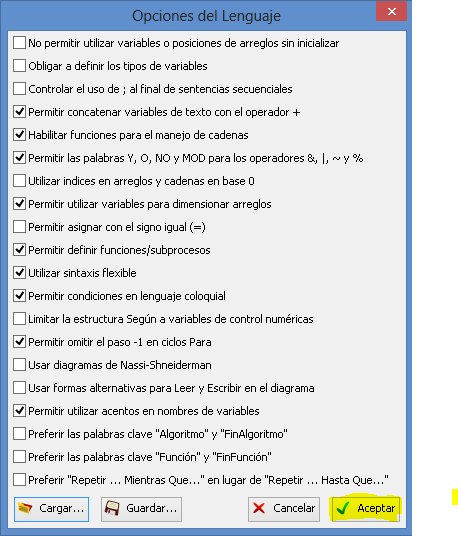 Opciones del Lenguaje
No permitir utilizar variables o posiciones de arreglos sin inicializar
Obligar a definir los tipos de variables
Controlar el uso de ; al final de sentencias secuenciales
Permitir concatenar variables de texto con el operador +
Habilitar funciones para el manejo de cadenas
Permitir las palabras Y, O, NO y MOD para los operadores &, |, ~ y %
Utilizar indices en arreglos y cadenas en base 0
Permitir utilizar variables para dimensionar arreglos
Permitir asignar con el signo igual (=)
Permitir definir funciones/subprocesos
Utilizar sintaxis flexible
Permitir condiciones en lenguaje coloquial
Limitar la estructura Según a variables de control numéricas
Permitir omitir el paso -1 en ciclos Para
Usar diagramas de Nassi-Shneiderman
Usar formas alternativas para Leer y Escribir en el diagrama
Permitir utilizar acentos en nombres de variables
Preferir las palabras clave "Algoritmo" y "FinAlgoritmo"
Preferir las palabras clave "Función" y "FinFunción"
Preferir "Repetir ... Mientras Que..." en lugar de "Repetir ... Hasta Que..."
Cargar... Guardar... Cancelar Aceptar